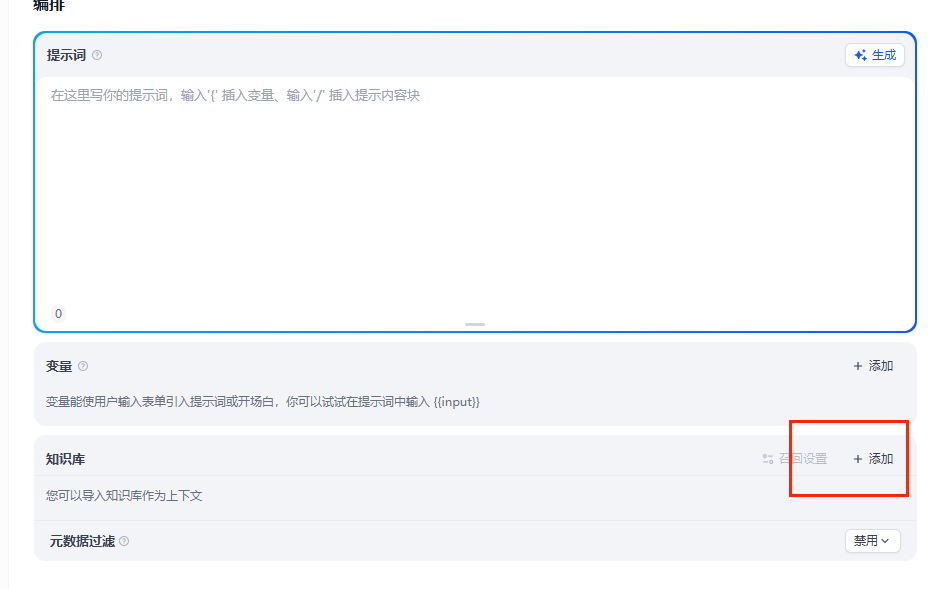 编排
提示词
生成
在这里写你的提示词，输入'{' 插入变量、输入'/' 插入提示内容块
0
变量
+ 添加
变量能使用户输入表单引入提示词或开场白，你可以试试在提示词中输入 {{input}}
知识库
召回设置
+ 添加
您可以导入知识库作为上下文
元数据过滤
禁用